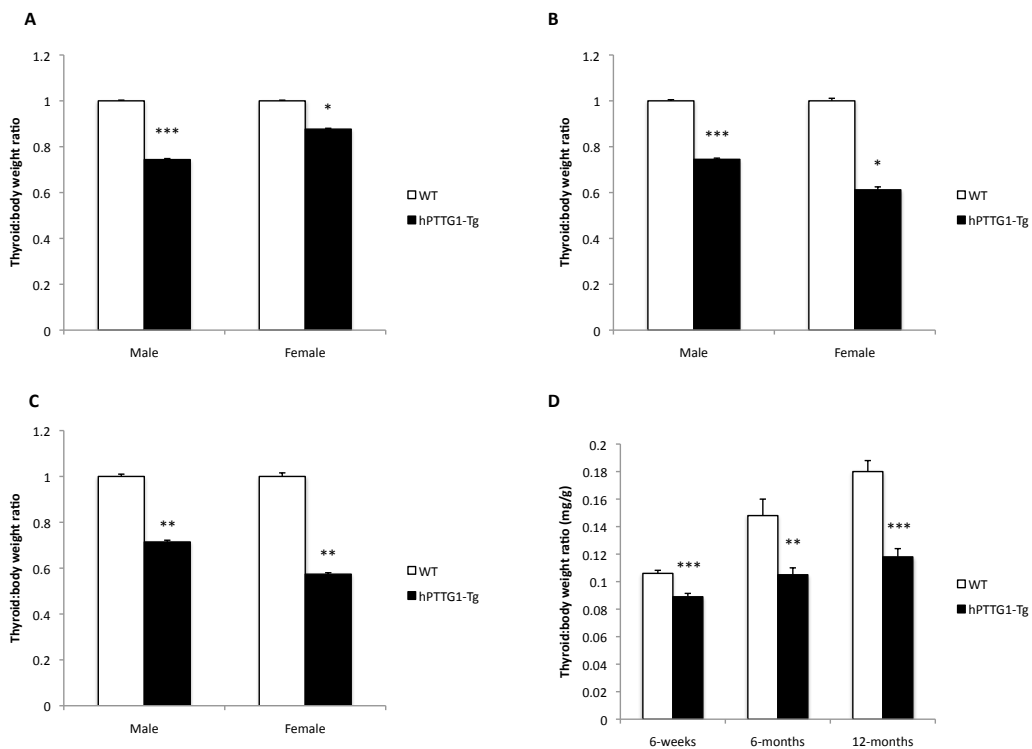 A
1.2
1
0.8
0.6
0.4
0.2
0
Thyroid:body weight ratio
***
*
Male
Female
WT
hPTTG1-Tg
B
1.2
1
0.8
0.6
0.4
0.2
0
Thyroid:body weight ratio
***
*
Male
Female
WT
hPTTG1-Tg
C
1.2
1
0.8
0.6
0.4
0.2
0
Thyroid:body weight ratio
**
**
Male
Female
WT
hPTTG1-Tg
D
0.2
0.18
0.16
0.14
0.12
0.1
0.08
0.06
0.04
0.02
0
Thyroid:body weight ratio (mg/g)
***
**
***
6-weeks
6-months
12-months
WT
hPTTG1-Tg